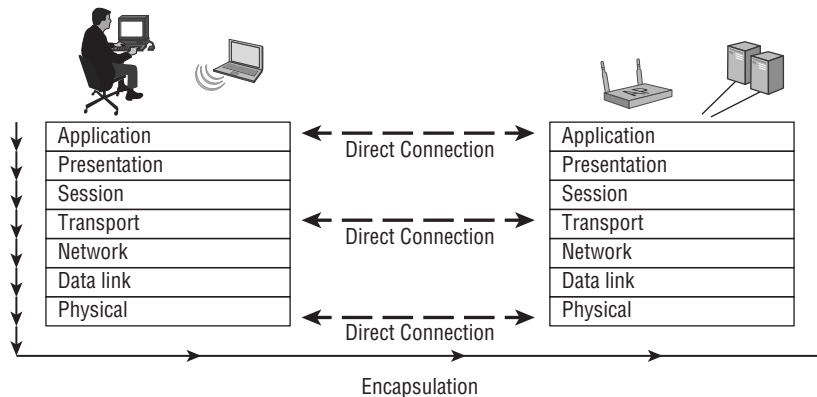 AP
Application
Presentation
Session
Transport
Network
Data link
Physical
Direct Connection
Direct Connection
Direct Connection
Application
Presentation
Session
Transport
Network
Data link
Physical
Encapsulation